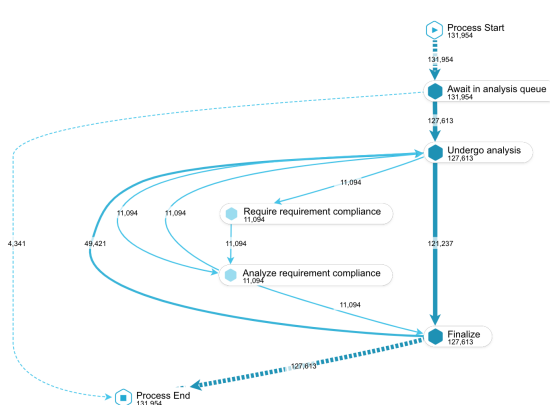 Process Start
131,954
131,954
Await in analysis queue
131,954
127,613
Undergo analysis
127,613
11,094
Require requirement compliance
11,094
11,094
11,094
11,094
4,341
49,421
121,237
Analyze requirement compliance
11,094
11,094
Finalize
127,613
127,613
Process End
131,954